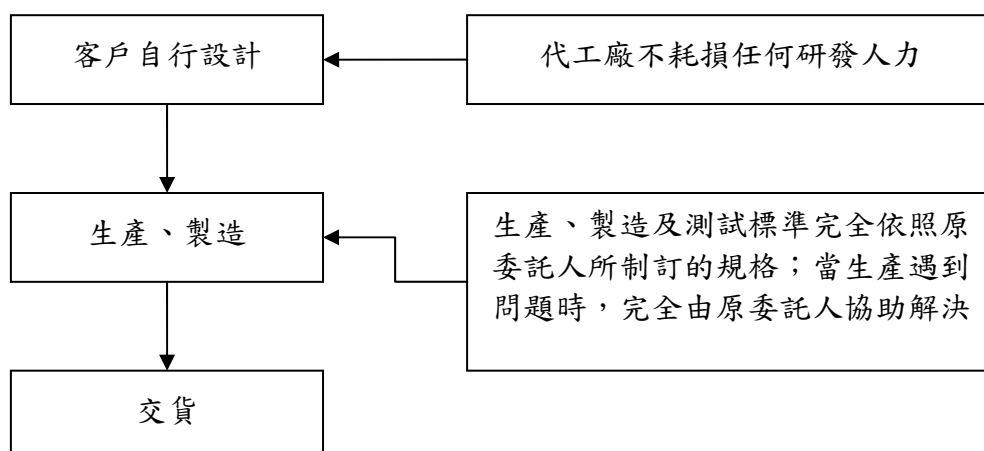 客戶自行設計
代工廠不耗損任何研發人力
生產、製造
生產、製造及測試標準完全依照原
委託人所制訂的規格；當生產遇到
問題時，完全由原委託人協助解決
交貨